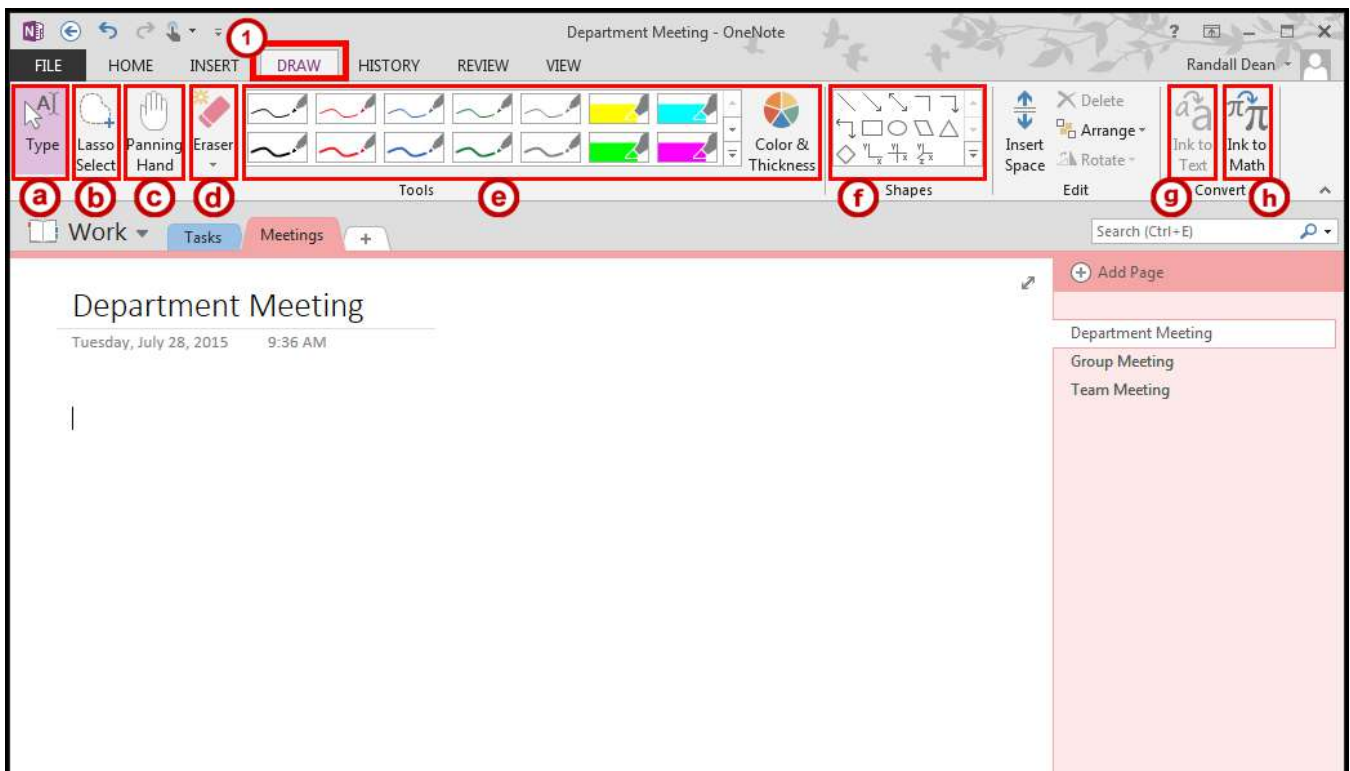 Department Meeting - OneNote
?
1
FILE HOME INSERT DRAW HISTORY REVIEW VIEW
Randall Dean
Type
Lasso Select
Panning Hand
Eraser
Color & Thickness
Insert Space
Delete
Arrange
Rotate
Ink to Text
Ink to Math
Tools
Shapes
Edit
Convert
a b c d e f g h
Work Tasks Meetings +
Search (Ctrl+E)
Add Page
Department Meeting
Tuesday, July 28, 2015 9:36 AM
Department Meeting
Group Meeting
Team Meeting